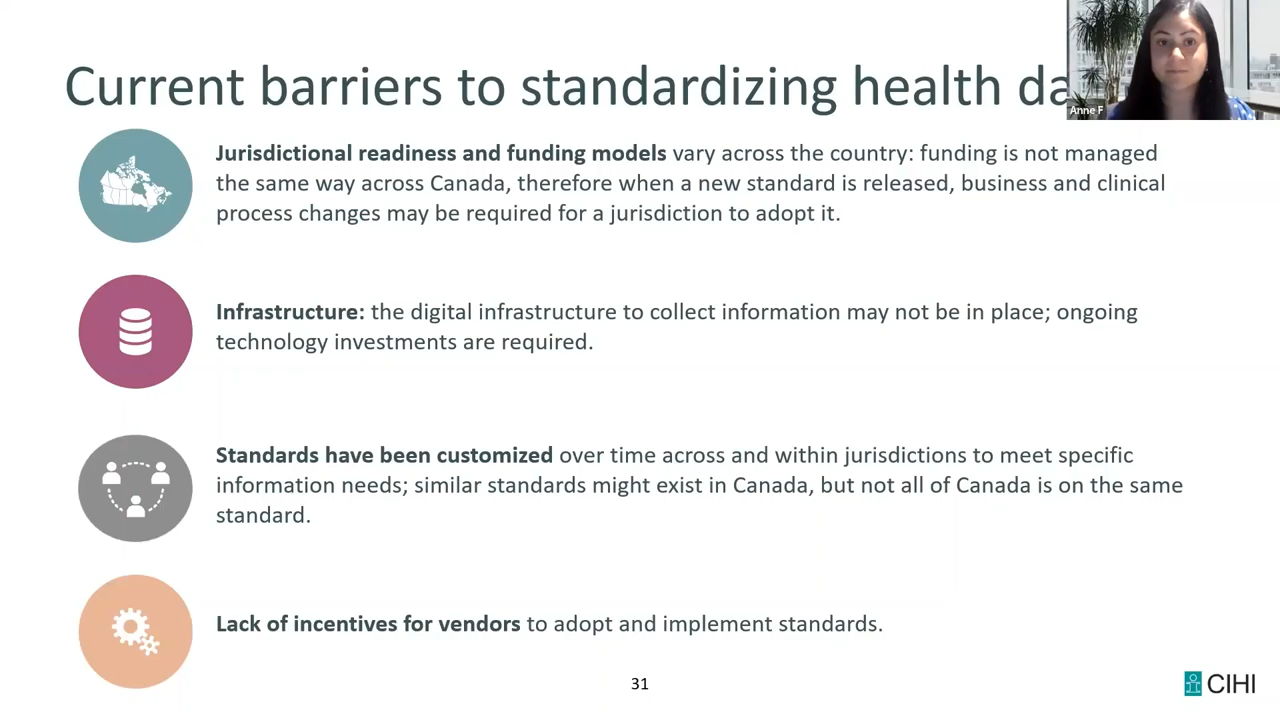 Current barriers to standardizing health
Anne F
Jurisdictional readiness and funding models vary across the country: funding is not managed
the same way across Canada, therefore when a new standard is released, business and clinical
process changes may be required for a jurisdiction to adopt it.
Infrastructure: the digital infrastructure to collect information may not be in place; ongoing
technology investments are required.
Standards have been customized over time across and within jurisdictions to meet specific
information needs; similar standards might exist in Canada, but not all of Canada is on the same
standard.
Lack of incentives for vendors to adopt and implement standards.
31
CIHI